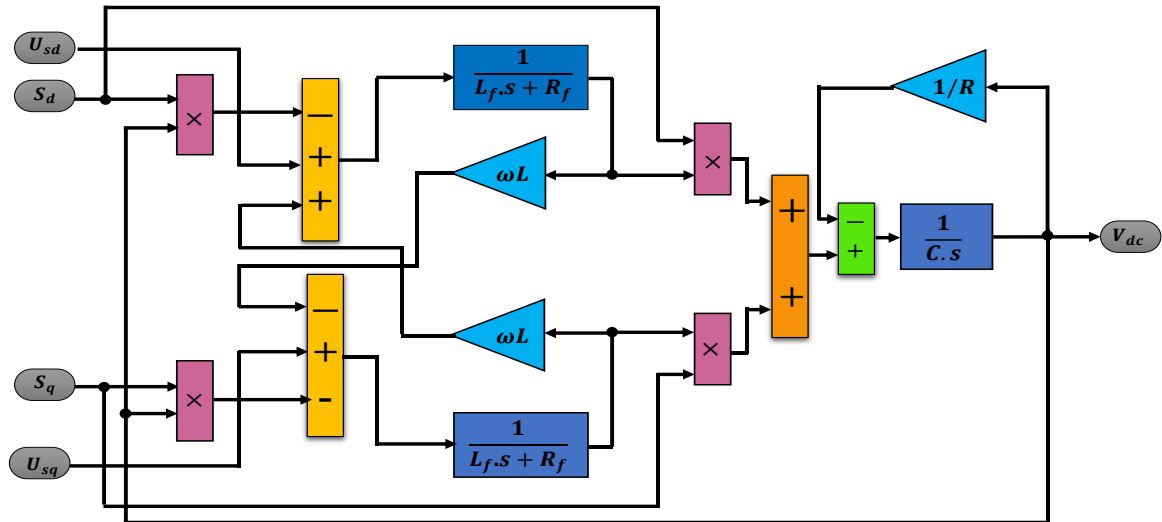 U_sd
S_d
×
−
+
+
1
L_f.s + R_f
ωL
×
1/R
+
+
−
+
1
C.s
V_dc
−
+
-
ωL
×
S_q
×
U_sq
1
L_f.s + R_f